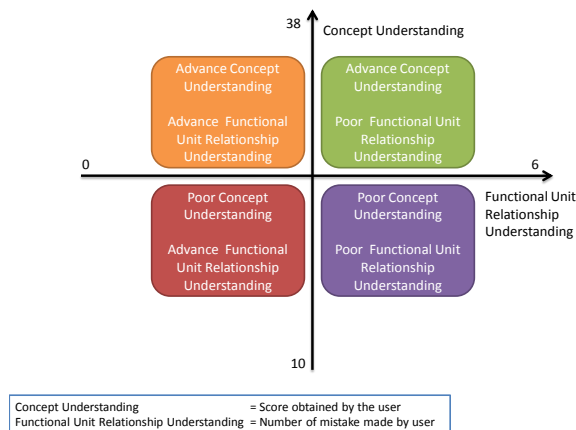 38
Concept Understanding
Advance Concept
Understanding
Advance Functional
Unit Relationship
Understanding
Advance Concept
Understanding
Poor Functional Unit
Relationship
Understanding
0
6
Functional Unit
Relationship
Understanding
Poor Concept
Understanding
Advance Functional
Unit Relationship
Understanding
Poor Concept
Understanding
Poor Functional Unit
Relationship
Understanding
10
Concept Understanding = Score obtained by the user
Functional Unit Relationship Understanding = Number of mistake made by user